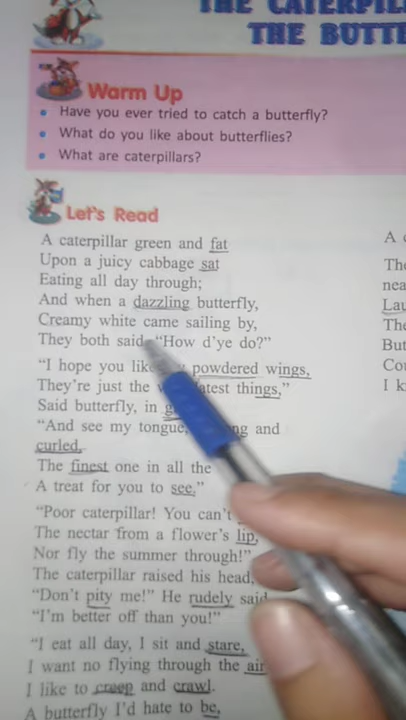 THE CATERPIL
THE BUTT
Warm Up
• Have you ever tried to catch a butterfly?
• What do you like about butterflies?
• What are caterpillars?
Let's Read
A caterpillar green and fat
Upon a juicy cabbage sat
Eating all day through;
And when a dazzling butterfly,
Creamy white came sailing by,
They both said, "How d'ye do?"
"I hope you like powdered wings,
They're just the latest things,"
Said butterfly, in
"And see my tongue, and
curled,
The finest one in all the
A treat for you to see."
"Poor caterpillar! You can't
The nectar from a flower's lip,
Nor fly the summer through!"
The caterpillar raised his head,
"Don't pity me!" He rudely said
"I'm better off than you!"
"I eat all day, I sit and stare,
I want no flying through the air
I like to creep and crawl.
A butterfly I'd hate to be,
A
The
nea
Lau
The
But
Cou
I k